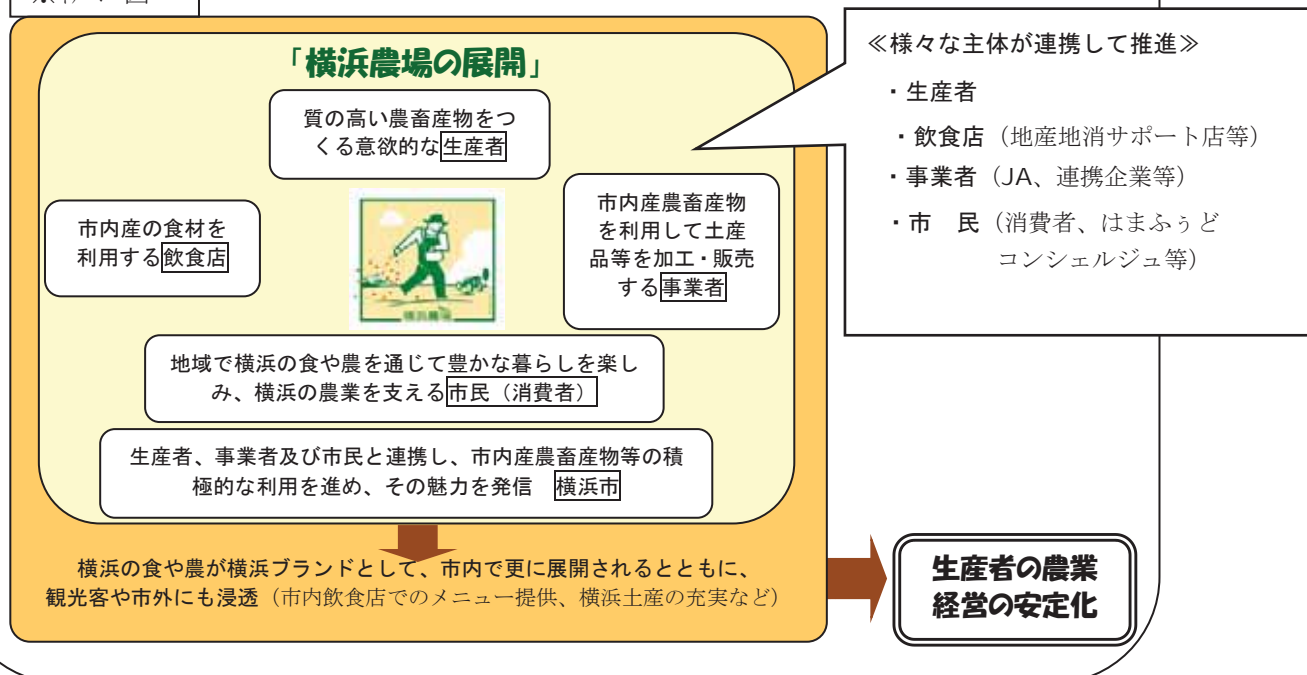 「横浜農場の展開」
質の高い農畜産物をつ
くる意欲的な生産者
市内産の食材を
利用する飲食店
市内産農畜産物
を利用して土産
品等を加工・販売
する事業者
横浜農場
地域で横浜の食や農を通じて豊かな暮らしを楽し
み、横浜の農業を支える市民（消費者）
生産者、事業者及び市民と連携し、市内産農畜産物等の積
極的な利用を進め、その魅力を発信　横浜市
横浜の食や農が横浜ブランドとして、市内で更に展開されるとともに、
観光客や市外にも浸透（市内飲食店でのメニュー提供、横浜土産の充実など）
≪様々な主体が連携して推進≫
・生産者
・飲食店（地産地消サポート店等）
・事業者（JA、連携企業等）
・市　民（消費者、はまふぅど
コンシェルジュ等）
生産者の農業
経営の安定化